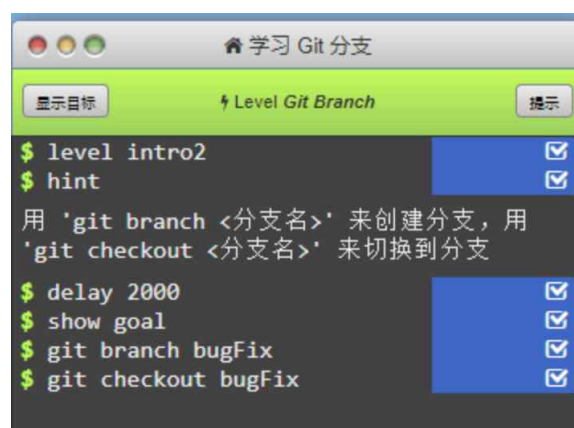 学习 Git 分支
显示目标
Level Git Branch
提示
$ level intro2
$ hint
用 'git branch <分支名>' 来创建分支，用
'git checkout <分支名>' 来切换到分支
$ delay 2000
$ show goal
$ git branch bugFix
$ git checkout bugFix